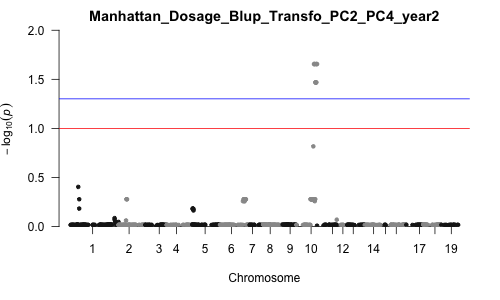 Manhattan_Dosage_Blup_Transfo_PC2_PC4_year2
2.0
1.5
1.0
0.5
0.0
− log10(p)
1 2 3 4 5 6 7 8 9 10 12 14 17 19
Chromosome